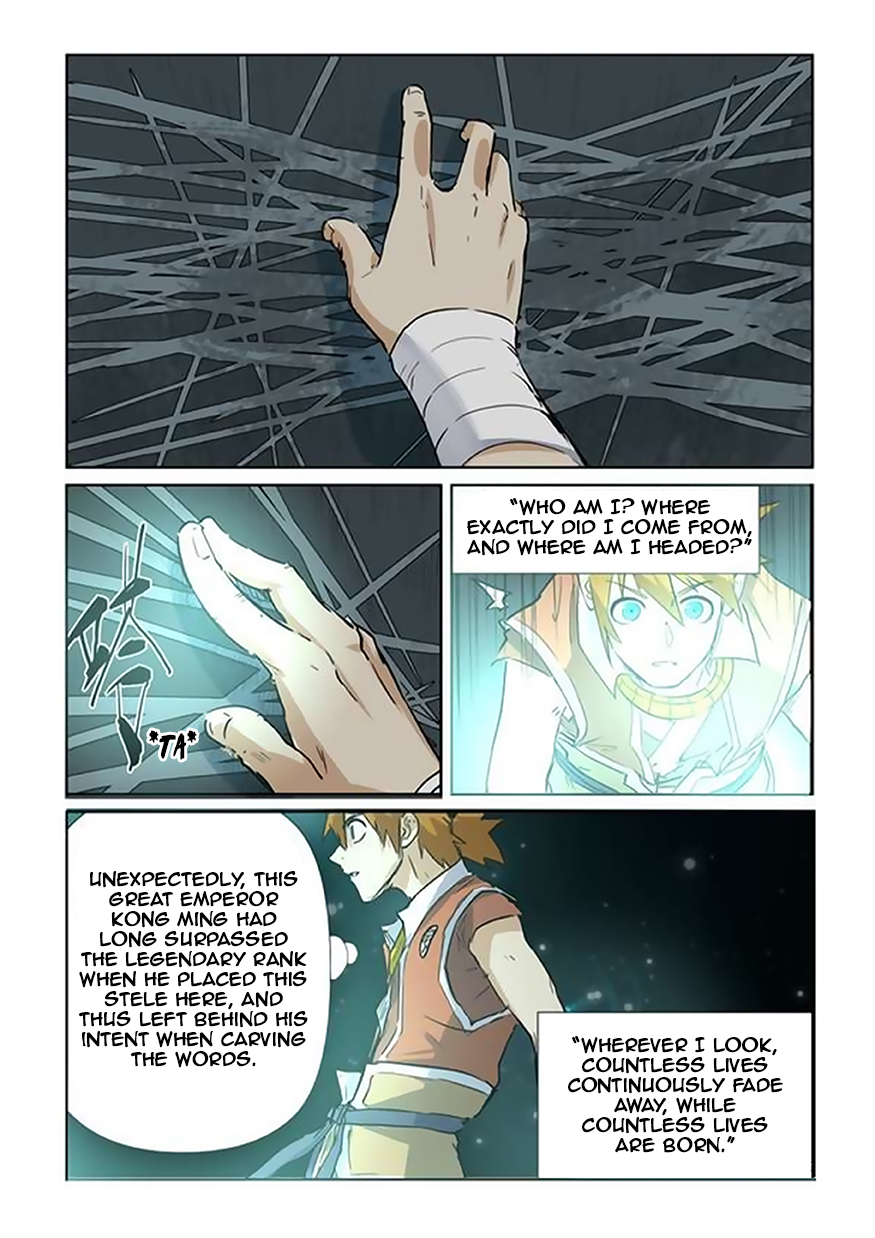 "WHO AM I? WHERE
EXACTLY DID I COME FROM,
AND WHERE AM I HEADED?"
*TA*
UNEXPECTEDLY, THIS
GREAT EMPEROR
KONG MING HAD
LONG SURPASSED
THE LEGENDARY RANK
WHEN HE PLACED THIS
STELE HERE, AND
THUS LEFT BEHIND HIS
INTENT WHEN CARVING
THE WORDS.
"WHEREVER I LOOK,
COUNTLESS LIVES
CONTINUOUSLY FADE
AWAY, WHILE
COUNTLESS LIVES
ARE BORN."